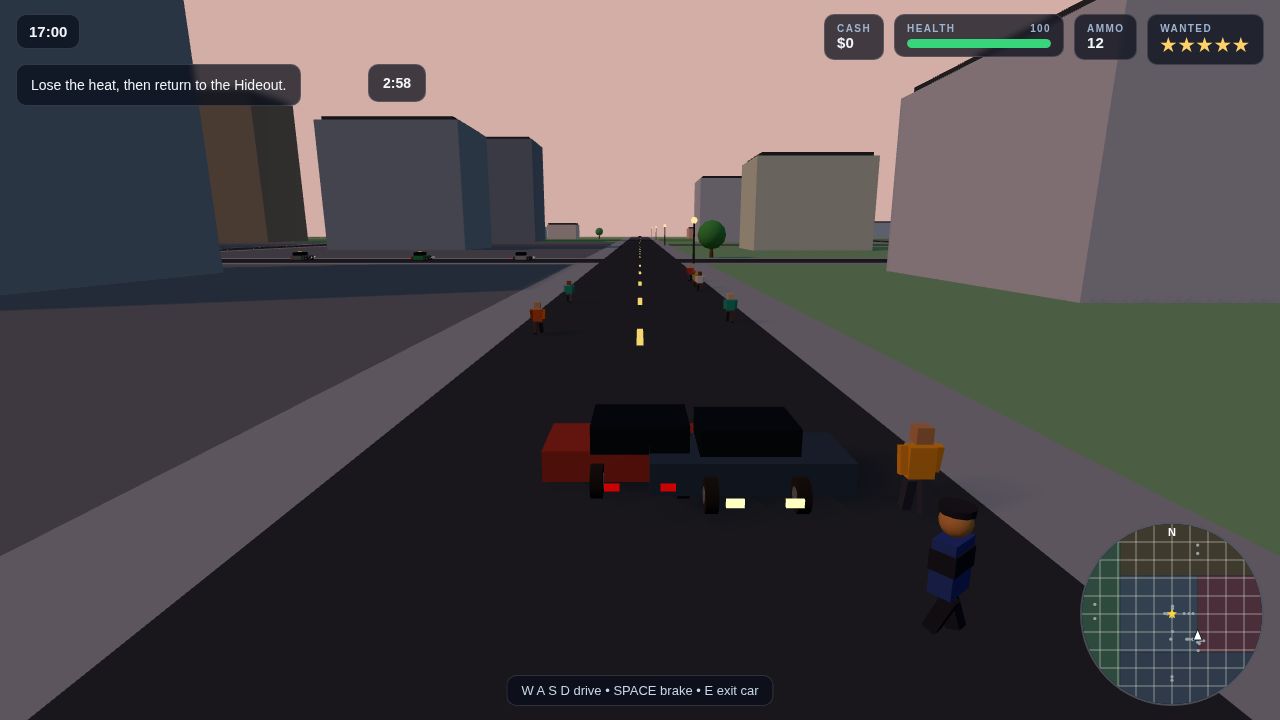 17:00
CASH
$0
HEALTH 100
AMMO
12
WANTED
★★★★★
Lose the heat, then return to the Hideout.
2:58
N
W A S D drive • SPACE brake • E exit car